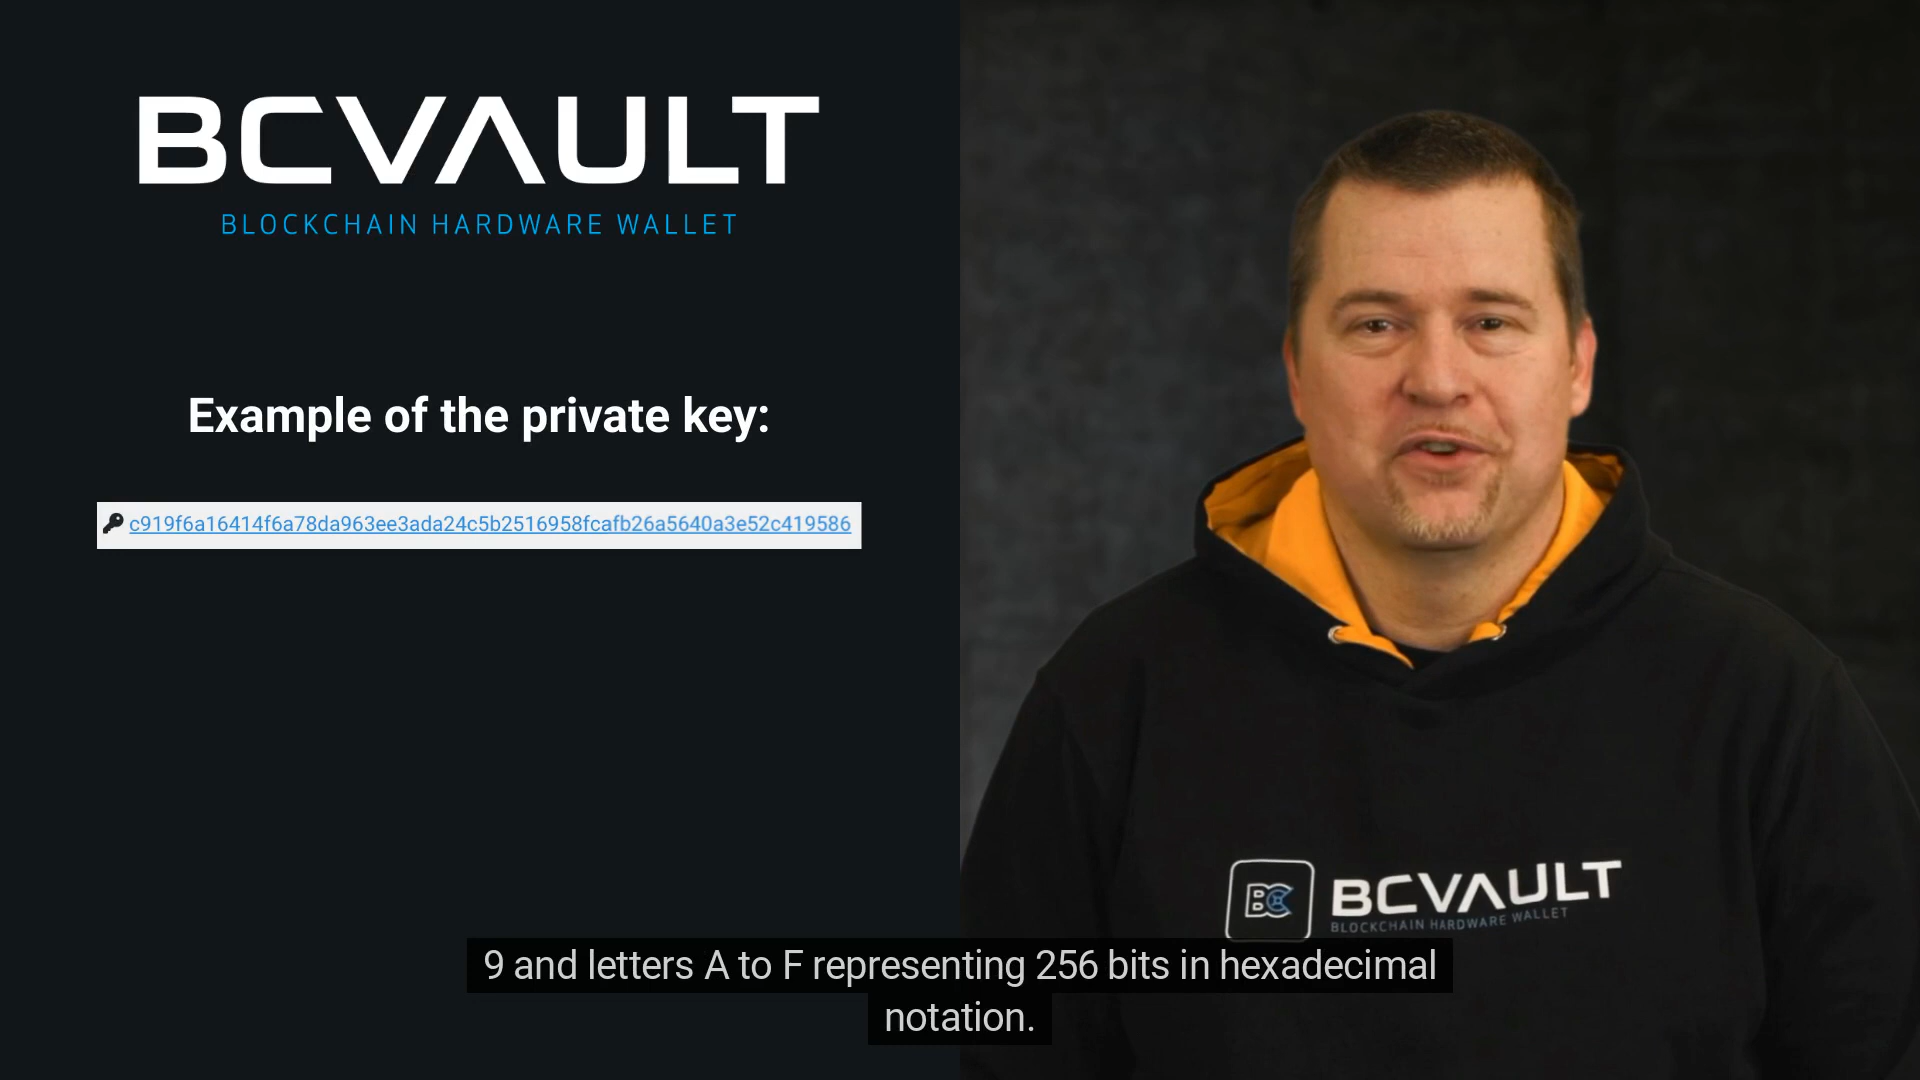 BCVAULT
BLOCKCHAIN HARDWARE WALLET
Example of the private key:
c919f6a16414f6a78da963ee3ada24c5b2516958fcafb26a5640a3e52c419586
BC
BCVAULT
BLOCKCHAIN HARDWARE WALLET
9 and letters A to F representing 256 bits in hexadecimal
notation.